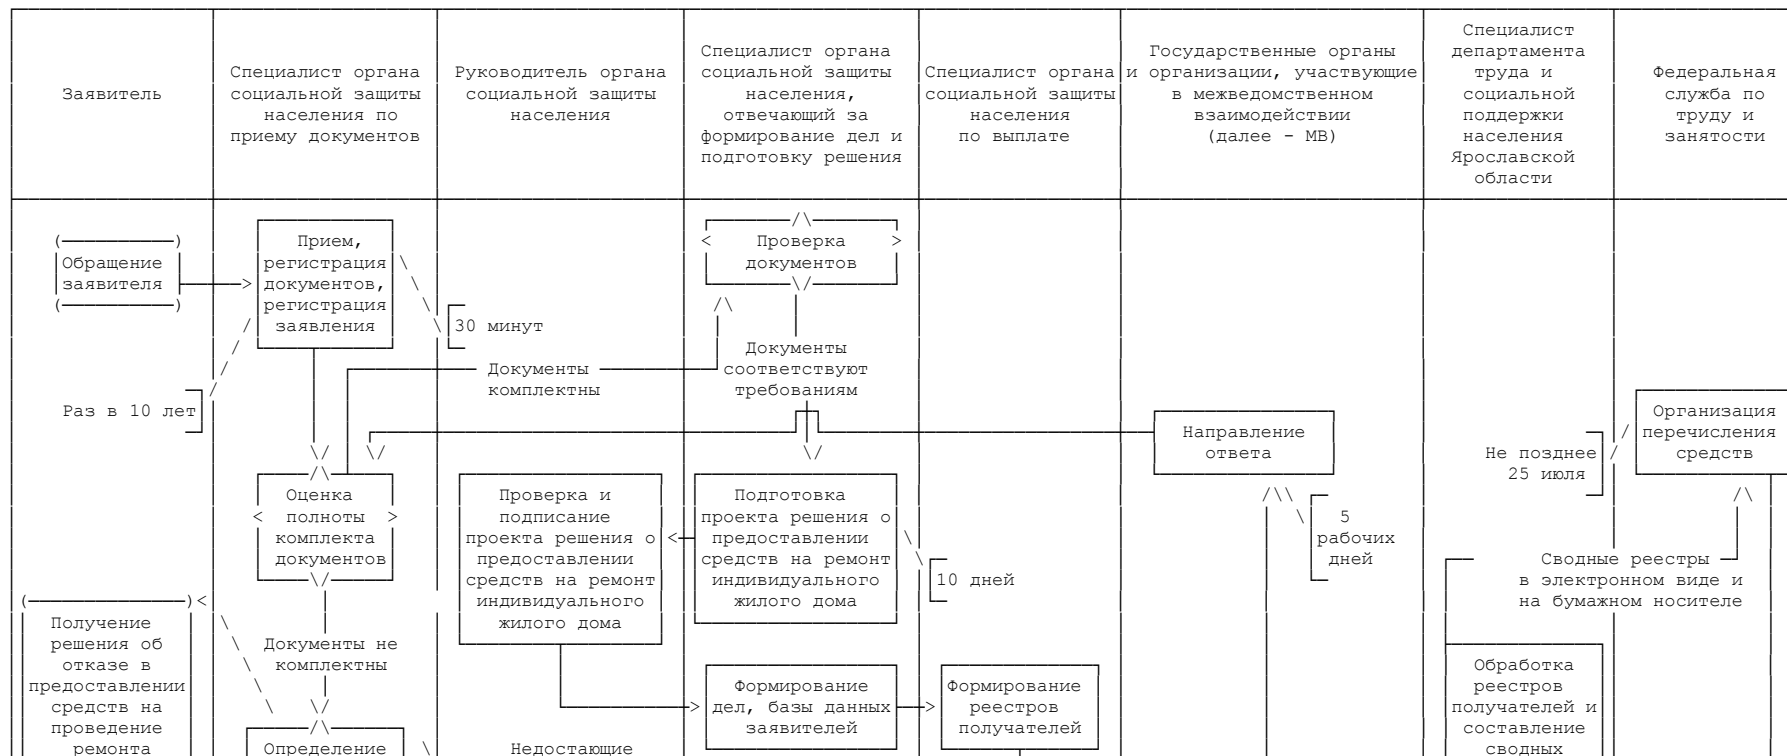 Заявитель
Специалист органа
социальной защиты
населения по
приему документов
Руководитель органа
социальной защиты
населения
Специалист органа
социальной защиты
населения,
отвечающий за
формирование дел и
подготовку решения
Специалист органа
социальной защиты
населения
по выплате
Государственные органы
и организации, участвующие
в межведомственном
взаимодействии
(далее - МВ)
Специалист
департамента
труда и
социальной
поддержки
населения
Ярославской
области
Федеральная
служба по
труду и
занятости
Обращение
заявителя
Прием,
регистрация
документов,
регистрация
заявления
30 минут
Проверка
документов
Раз в 10 лет
Документы
комплектны
Документы
соответствуют
требованиям
Направление
ответа
Не позднее
25 июля
Организация
перечисления
средств
Оценка
полноты
комплекта
документов
Проверка и
подписание
проекта решения о
предоставлении
средств на ремонт
индивидуального
жилого дома
Подготовка
проекта решения о
предоставлении
средств на ремонт
индивидуального
жилого дома
10 дней
5
рабочих
дней
Сводные реестры
в электронном виде и
на бумажном носителе
Получение
решения об
отказе в
предоставлении
средств на
проведение
ремонта
Документы не
комплектны
Формирование
дел, базы данных
заявителей
Формирование
реестров
получателей
Обработка
реестров
получателей и
составление
сводных
Определение
Недостающие